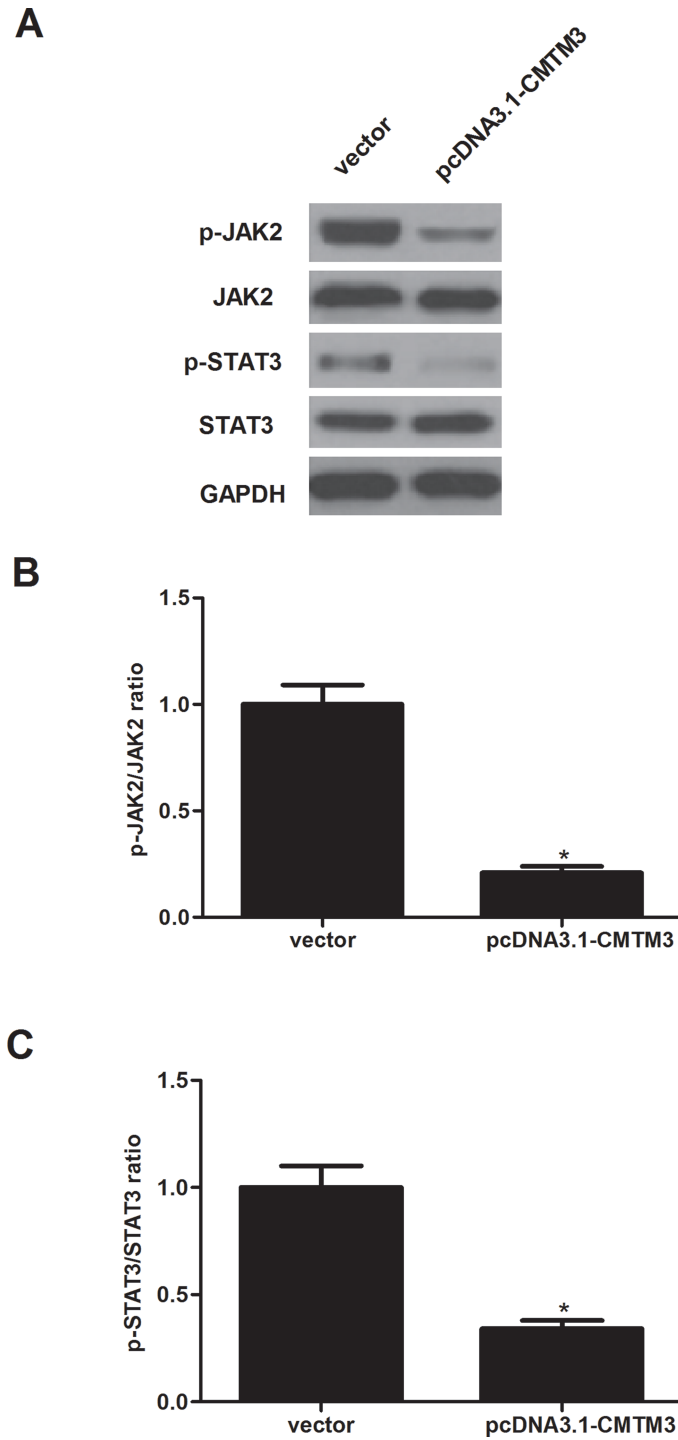 A
vector
pcDNA3.1-CMTM3
p-JAK2
JAK2
p-STAT3
STAT3
GAPDH
B
p-JAK2/JAK2 ratio
1.5
1.0
0.5
0.0
*
vector
pcDNA3.1-CMTM3
C
p-STAT3/STAT3 ratio
1.5
1.0
0.5
0.0
*
vector
pcDNA3.1-CMTM3